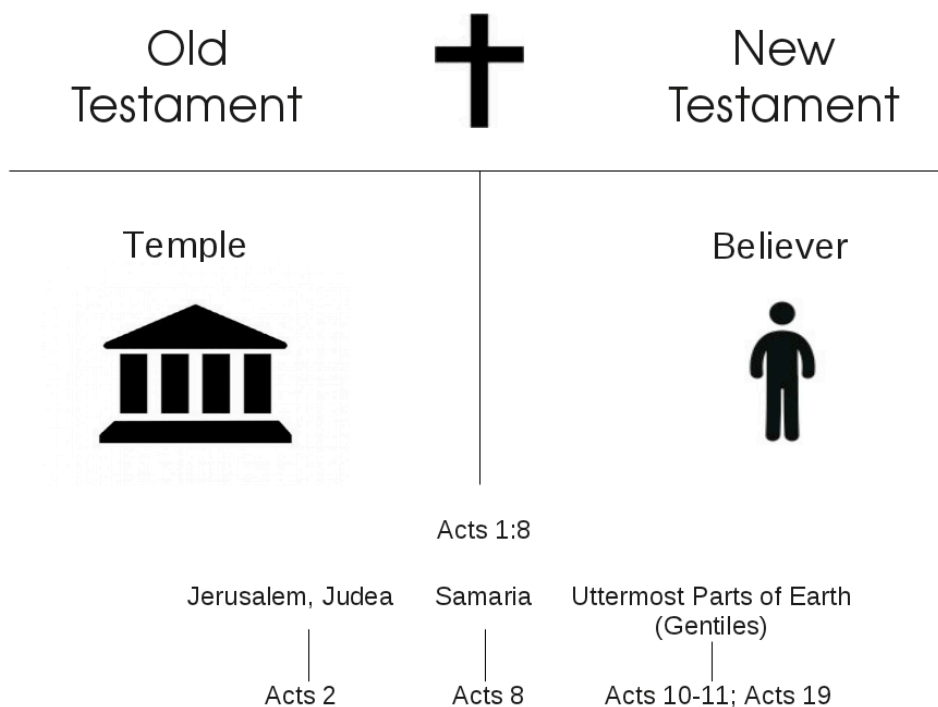 Old
Testament
New
Testament
Temple
Believer
Acts 1:8
Jerusalem, Judea
Samaria
Uttermost Parts of Earth
(Gentiles)
Acts 2
Acts 8
Acts 10-11; Acts 19